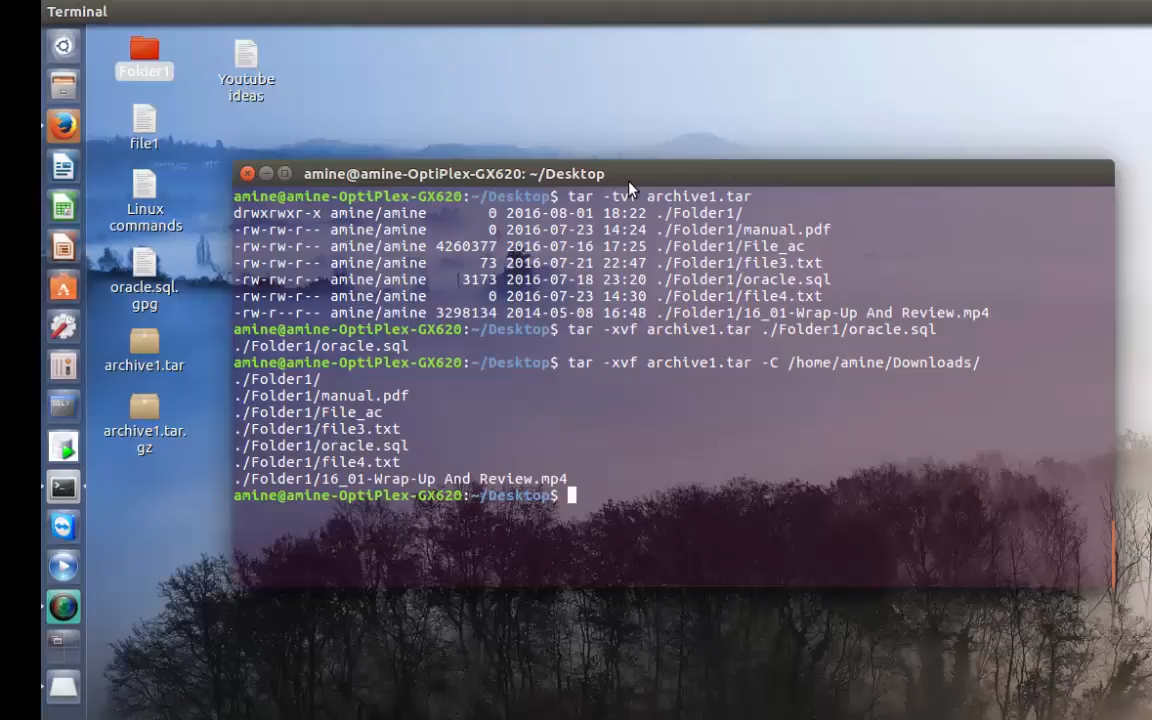 Terminal
Folder1
Youtube
ideas
file1
Linux
commands
oracle.sql.
gpg
archive1.tar
archive1.tar.
gz
amine@amine-OptiPlex-GX620: ~/Desktop
amine@amine-OptiPlex-GX620:~/Desktop$ tar -tvf archive1.tar
drwxrwxr-x amine/amine 0 2016-08-01 18:22 ./Folder1/
-rw-rw-r-- amine/amine 0 2016-07-23 14:24 ./Folder1/manual.pdf
-rw-rw-r-- amine/amine 4260377 2016-07-16 17:25 ./Folder1/File_ac
-rw-rw-r-- amine/amine 73 2016-07-21 22:47 ./Folder1/file3.txt
-rw-rw-r-- amine/amine 3173 2016-07-18 23:20 ./Folder1/oracle.sql
-rw-rw-r-- amine/amine 0 2016-07-23 14:30 ./Folder1/file4.txt
-rw-rw-r-- amine/amine 3298134 2014-05-08 16:48 ./Folder1/16_01-Wrap-Up And Review.mp4
amine@amine-OptiPlex-GX620:~/Desktop$ tar -xvf archive1.tar ./Folder1/oracle.sql
./Folder1/oracle.sql
amine@amine-OptiPlex-GX620:~/Desktop$ tar -xvf archive1.tar -C /home/amine/Downloads/
./Folder1/
./Folder1/manual.pdf
./Folder1/File_ac
./Folder1/file3.txt
./Folder1/oracle.sql
./Folder1/file4.txt
./Folder1/16_01-Wrap-Up And Review.mp4
amine@amine-OptiPlex-GX620:~/Desktop$